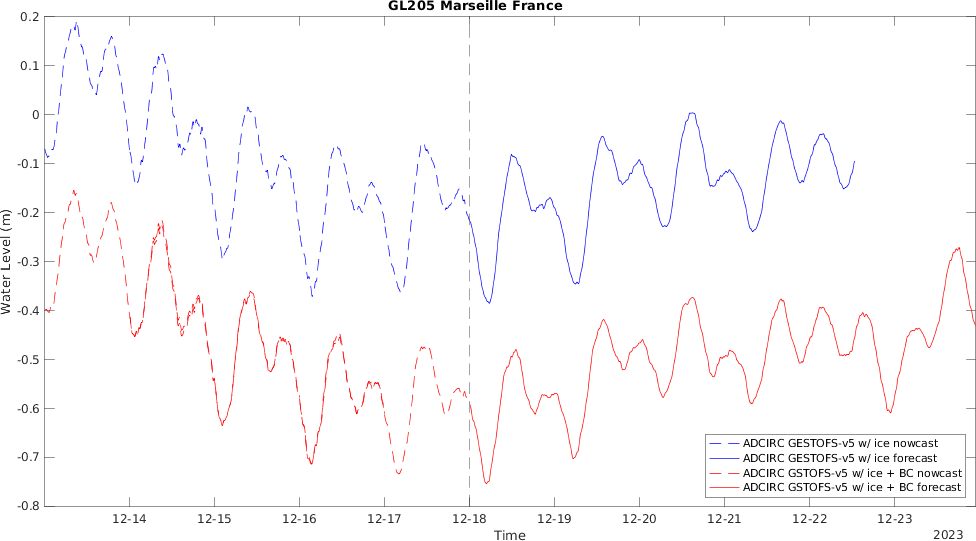 GL205 Marseille France
0.2
0.1
0
-0.1
-0.2
-0.3
-0.4
-0.5
-0.6
-0.7
-0.8
Water Level (m)
ADCIRC GESTOFS-v5 w/ ice nowcast
ADCIRC GESTOFS-v5 w/ ice forecast
ADCIRC GSTOFS-v5 w/ ice + BC nowcast
ADCIRC GSTOFS-v5 w/ ice + BC forecast
12-14 12-15 12-16 12-17 12-18 12-19 12-20 12-21 12-22 12-23
Time
2023